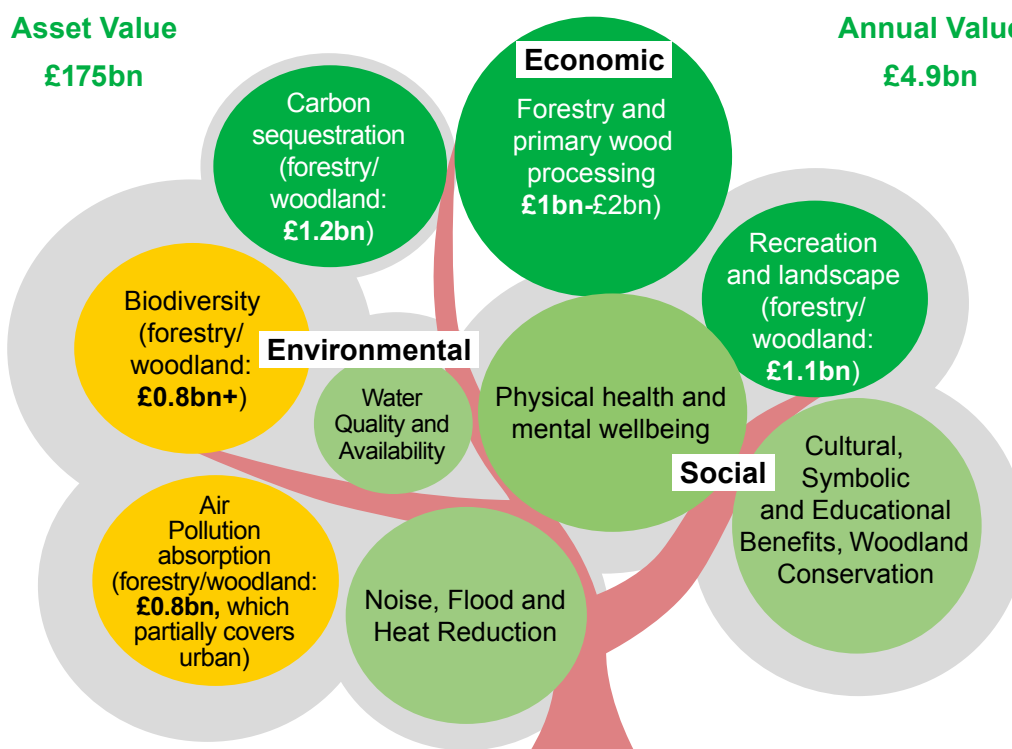 Asset Value
£175bn
Annual Value
£4.9bn
Economic
Forestry and
primary wood
processing
£1bn-£2bn)
Carbon
sequestration
(forestry/
woodland:
£1.2bn)
Recreation
and landscape
(forestry/
woodland:
£1.1bn)
Biodiversity
(forestry/
woodland:
£0.8bn+)
Environmental
Water
Quality and
Availability
Physical health and
mental wellbeing
Social
Cultural,
Symbolic
and Educational
Benefits, Woodland
Conservation
Air
Pollution
absorption
(forestry/woodland:
£0.8bn, which
partially covers
urban)
Noise, Flood and
Heat Reduction